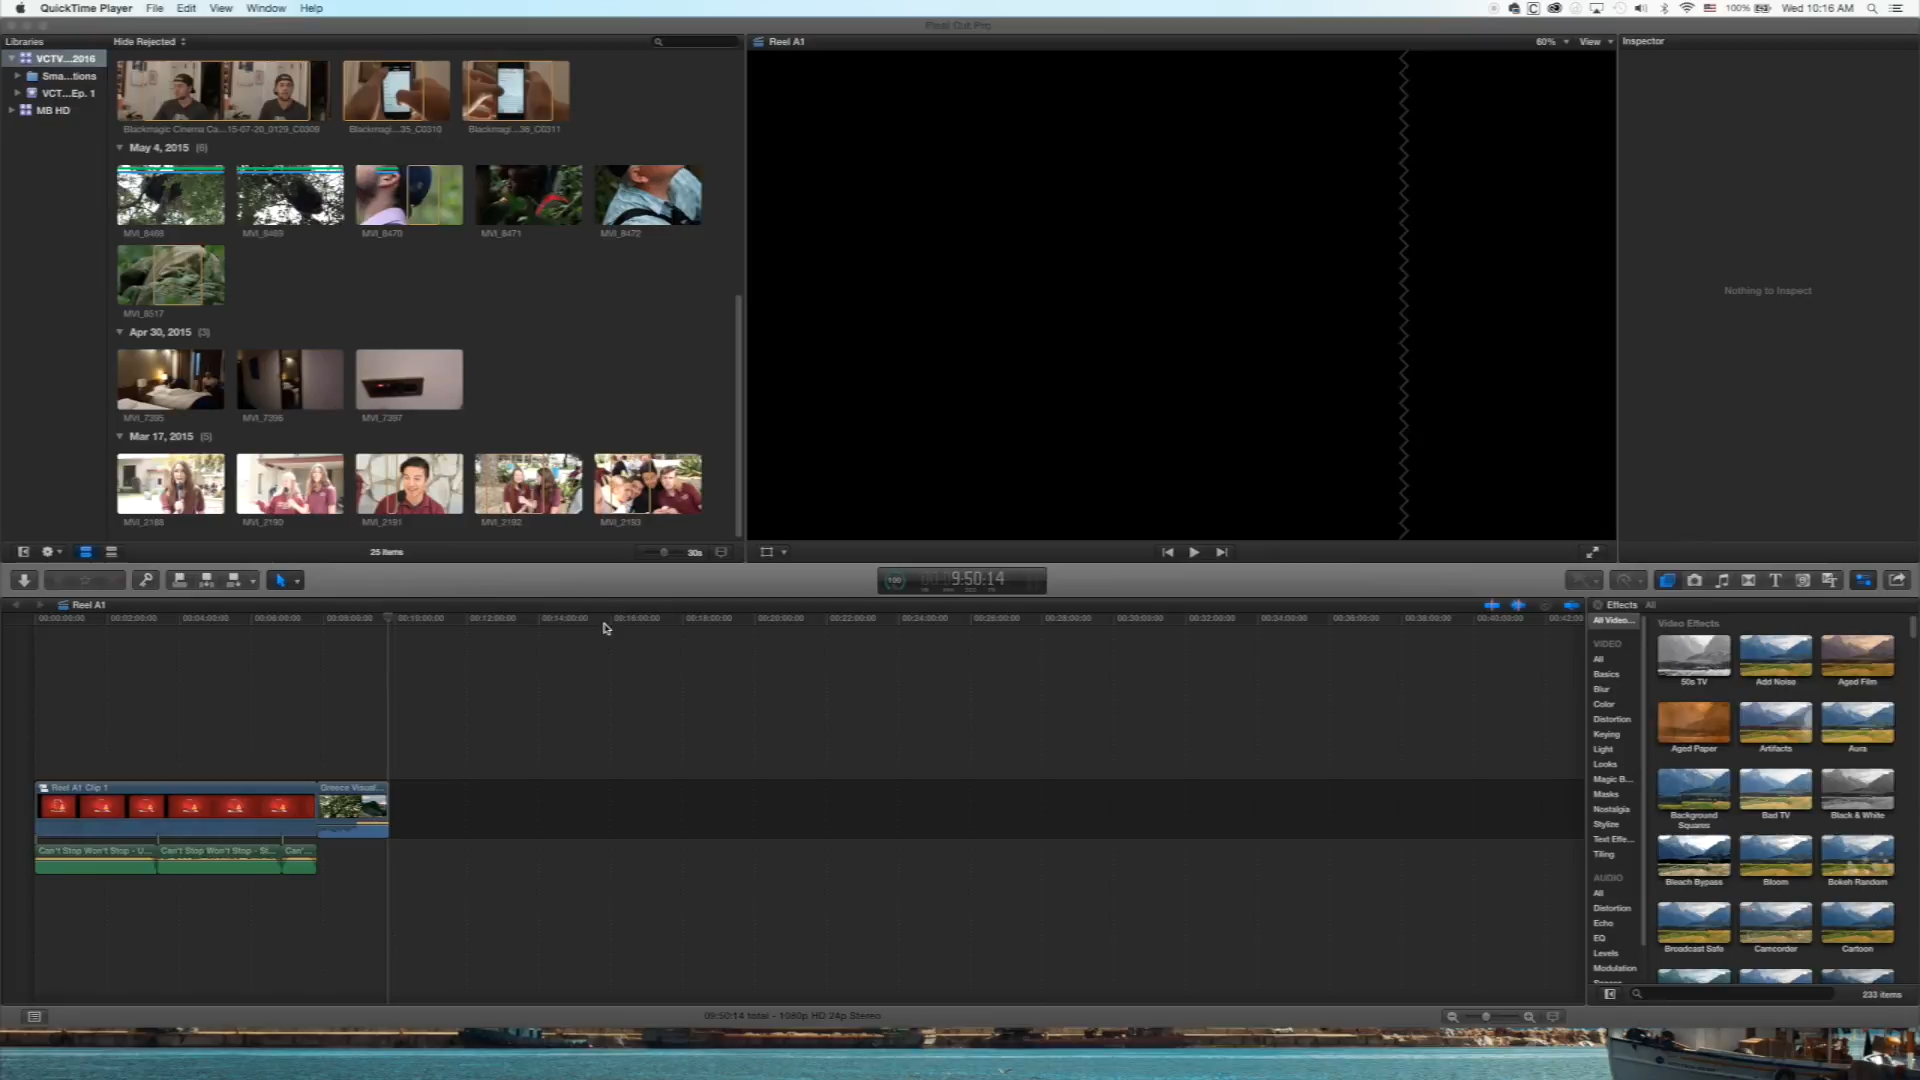 QuickTime Player File Edit View Window Help
100% Wed 10:16 AM
Final Cut Pro
Libraries
Hide Rejected
Reel A1
60% View
Inspector
VCTV...2016
Sma...tions
VCT...Ep. 1
MB HD
Blackmagic Cinema Ca...15-07-20_0129_C0309
Blackmagi...35_C0310
Blackmagi...38_C0311
May 4, 2015 (6)
MVI_8468
MVI_8469
MVI_8470
MVI_8471
MVI_8472
MVI_8517
Nothing to Inspect
Apr 30, 2015 (3)
MVI_7395
MVI_7396
MVI_7397
Mar 17, 2015 (5)
MVI_2188
MVI_2190
MVI_2191
MVI_2192
MVI_2193
25 items
30s
100
9:50:14
Reel A1
00:00:00:00 00:02:00:00 00:04:00:00 00:06:00:00 00:08:00:00 00:10:00:00 00:12:00:00 00:14:00:00 00:16:00:00 00:18:00:00 00:20:00:00 00:22:00:00 00:24:00:00 00:26:00:00 00:28:00:00 00:30:00:00 00:32:00:00 00:34:00:00 00:36:00:00 00:38:00:00 00:40:00:00 00:42:00
Reel A1 Clip 1
Greece Visual...
Can't Stop Won't Stop - U...
Can't Stop Won't Stop - St...
Can'...
Effects All
All Video...
VIDEO
All
Basics
Blur
Color
Distortion
Keying
Light
Looks
Magic B...
Masks
Nostalgia
Stylize
Text Effe...
Tiling
AUDIO
All
Distortion
Echo
EQ
Levels
Modulation
Video Effects
50s TV
Add Noise
Aged Film
Aged Paper
Artifacts
Aura
Background Squares
Bad TV
Black & White
Bleach Bypass
Bloom
Bokeh Random
Broadcast Safe
Camcorder
Cartoon
233 items
09:50:14 total - 1080p HD 24p Stereo